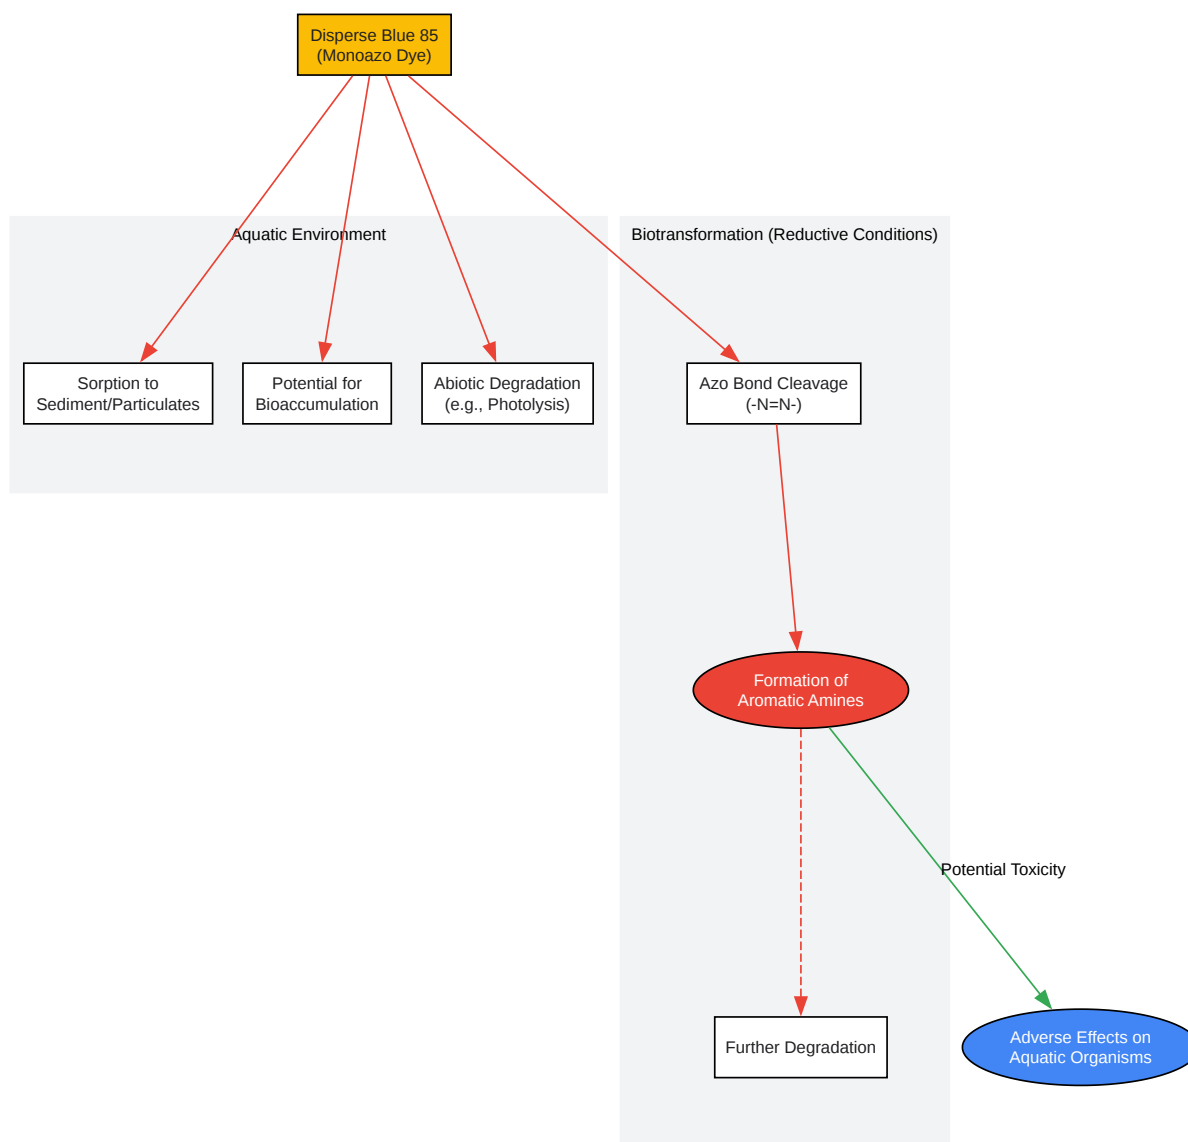 Disperse Blue 85
(Monoazo Dye)
Aquatic Environment
Biotransformation (Reductive Conditions)
Sorption to
Sediment/Particulates
Potential for
Bioaccumulation
Abiotic Degradation
(e.g., Photolysis)
Azo Bond Cleavage
(-N=N-)
Formation of
Aromatic Amines
Potential Toxicity
Further Degradation
Adverse Effects on
Aquatic Organisms